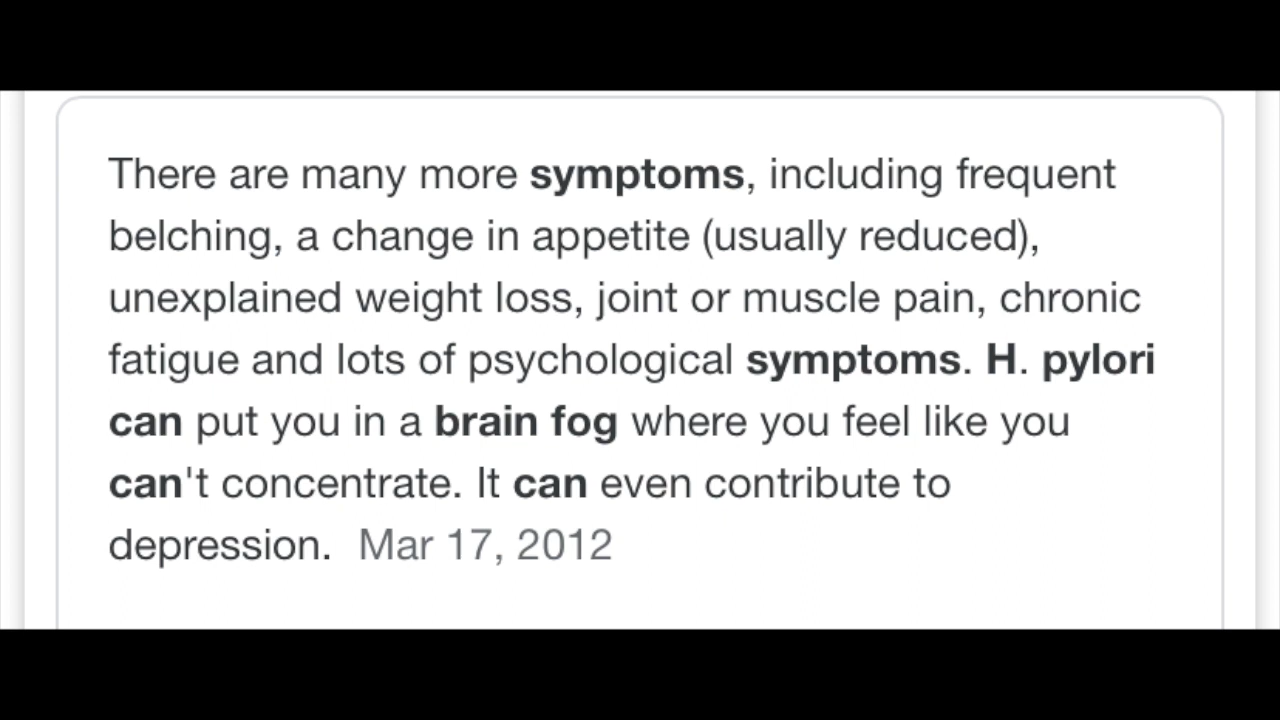 There are many more symptoms, including frequent
belching, a change in appetite (usually reduced),
unexplained weight loss, joint or muscle pain, chronic
fatigue and lots of psychological symptoms. H. pylori
can put you in a brain fog where you feel like you
can't concentrate. It can even contribute to
depression. Mar 17, 2012